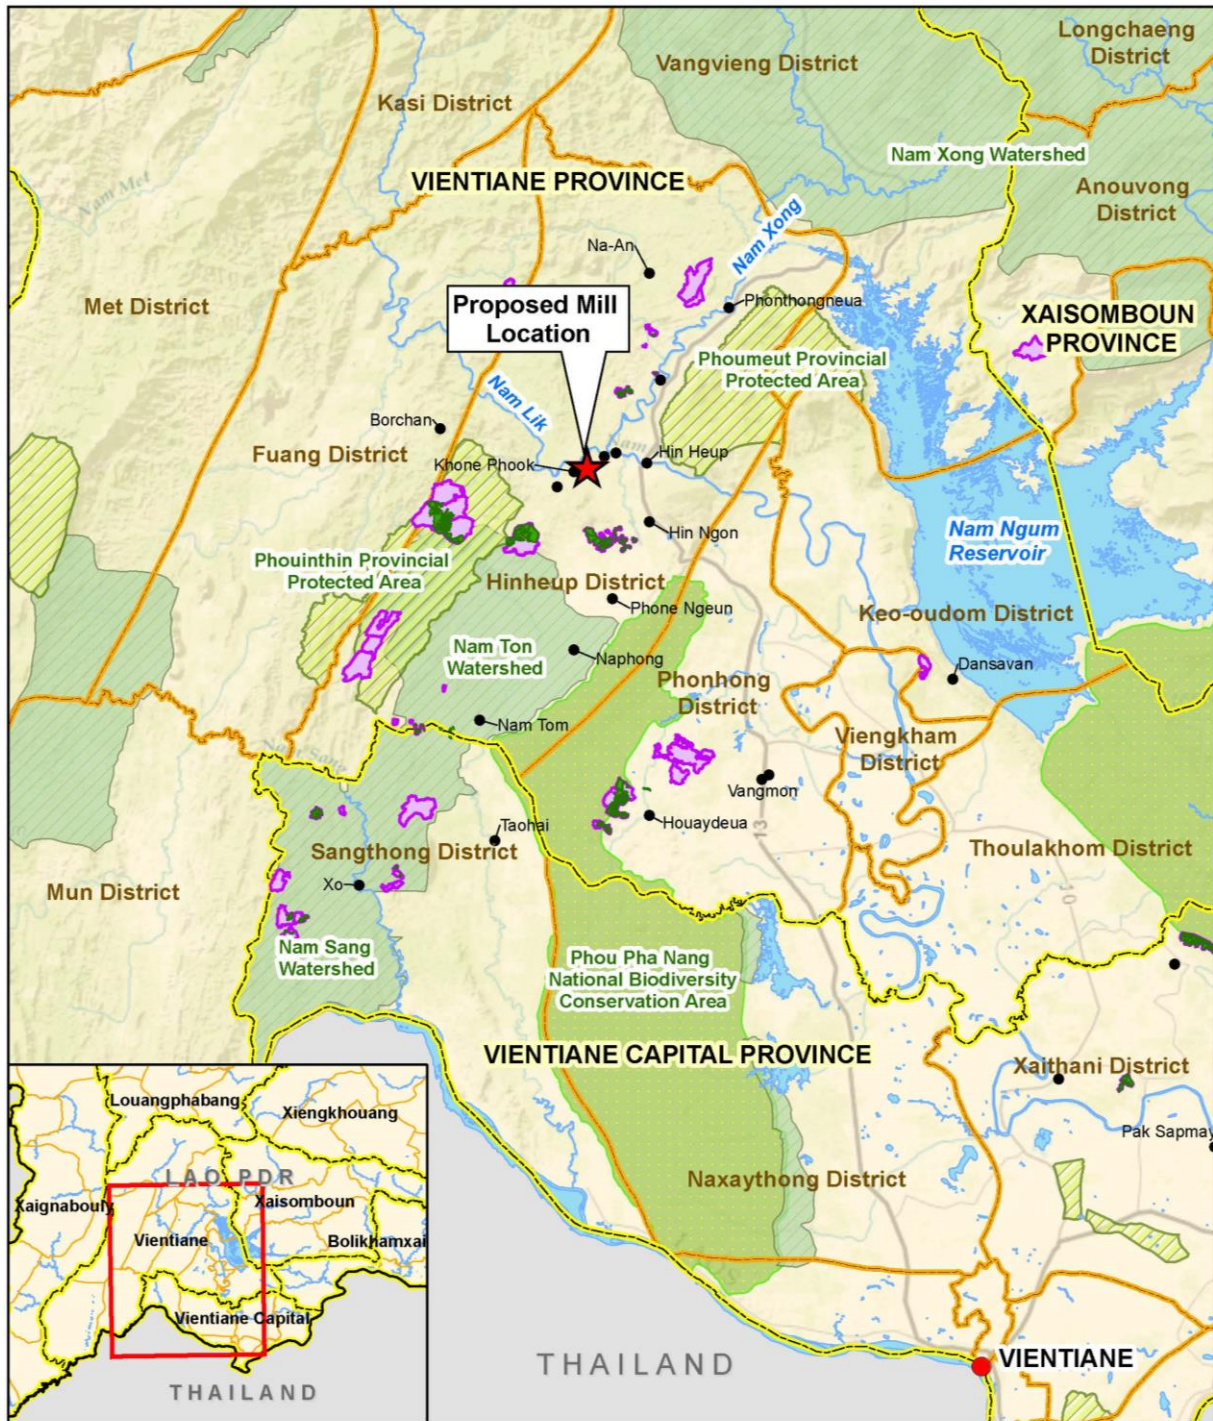 Longchaeng
District
Vangvieng District
Kasi District
Nam Xong Watershed
Nam Met
VIENTIANE PROVINCE
Anouvong
District
Na-An
Nam Xong
Met District
Proposed Mill
Location
Phonthongneua
XAISOMBOUN
PROVINCE
Phoumeut Provincial
Protected Area
Nam Lik
Borchan
Fuang District
Khone Phook
Nam
Hin Heup
Hin Ngon
Nam Ngum
Reservoir
Phouinthin Provincial
Protected Area
Hinheup District
Phone Ngeun
Keo-oudom District
Nam Ton
Watershed
Naphong
Dansavan
Phonhong
District
Nam Tom
Viengkham
District
Vangmon
Houaydeua
13
Taohai
Sangthong District
Thoulakhom District
Mun District
Xo
10
Nam Sang
Watershed
Phou Pha Nang
National Biodiversity
Conservation Area
VIENTIANE CAPITAL PROVINCE
Xaithani District
Pak Sapmay
Naxaythong District
THAILAND
VIENTIANE
Louangphabang
Xiengkhouang
LAO PDR
Xaignabouly
Xaisomboun
Vientiane
Bolikhamxai
Vientiane Capital
THAILAND